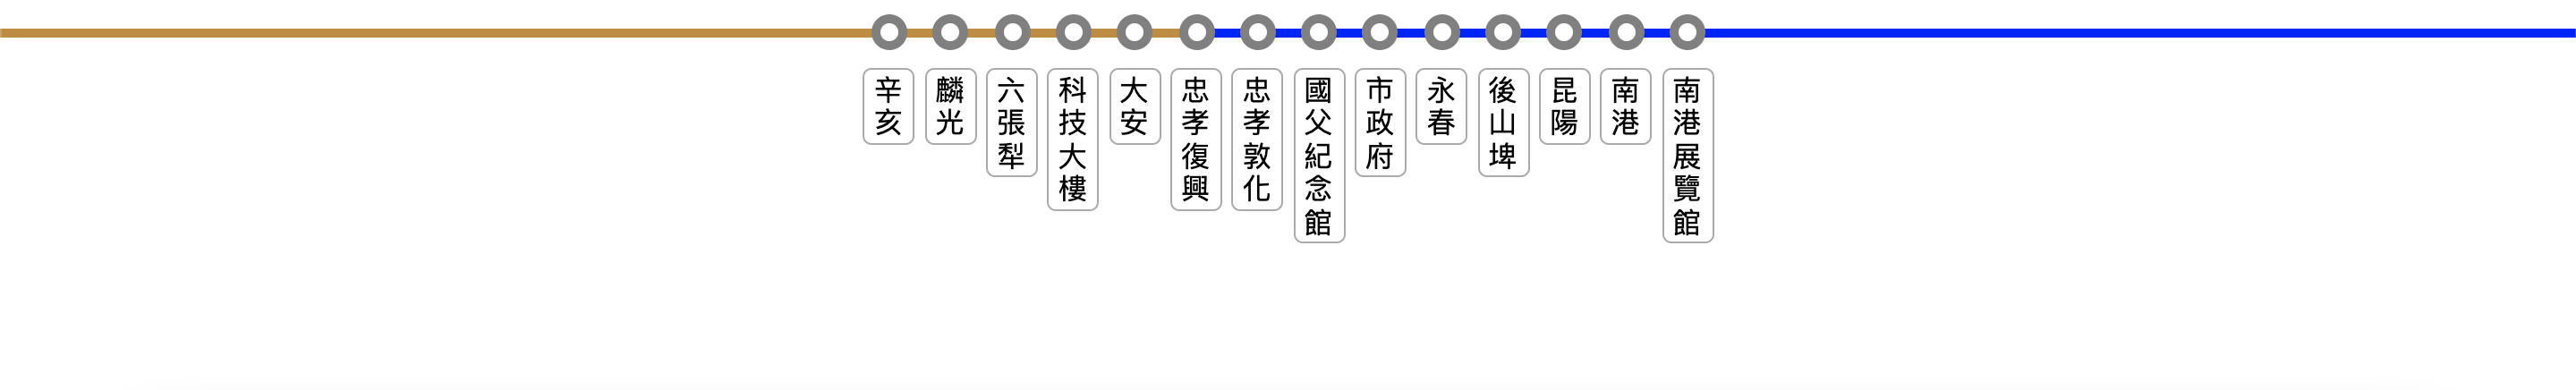 辛亥
麟光
六張犁
科技大樓
大安
忠孝復興
忠孝敦化
國父紀念館
市政府
永春
後山埤
昆陽
南港
南港展覽館